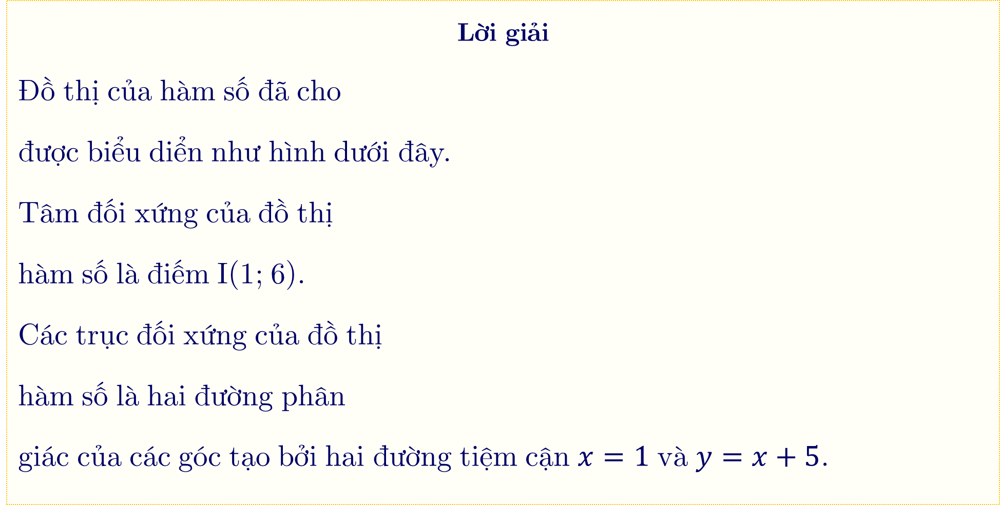 Lời giải
Đồ thị của hàm số đã cho
được biểu diển như hình dưới đây.
Tâm đối xứng của đồ thị
hàm số là điếm I(1; 6).
Các trục đối xứng của đồ thị
hàm số là hai đường phân
giác của các góc tạo bởi hai đường tiệm cận x = 1 và y = x + 5.